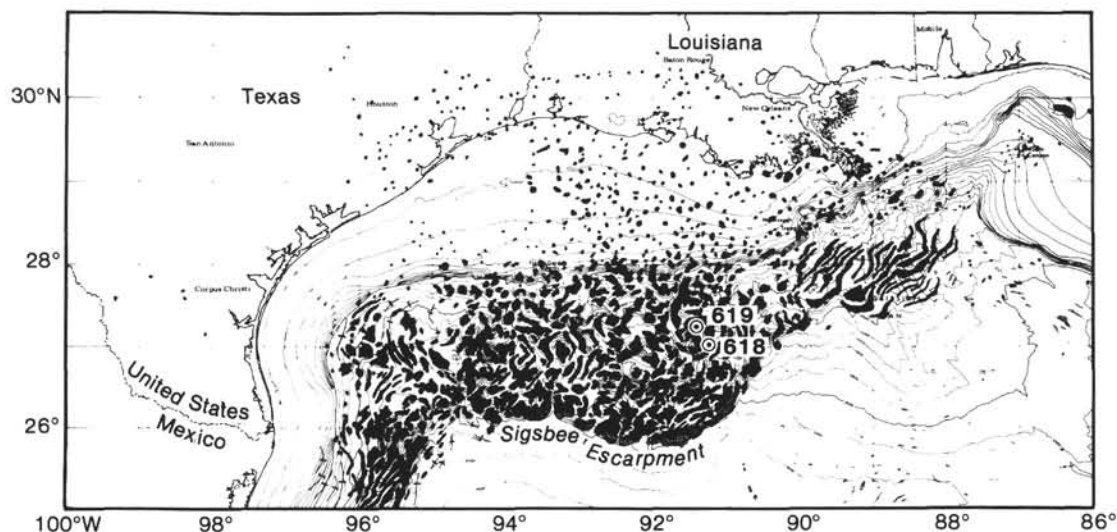 Louisiana
Mobile
Baton Rouge
30°N
Texas
Houston
New Orleans
San Antonio
28°
Corpus Christi
619
618
United States
Mexico
26°
Sigsbee Escarpment
100°W
98°
96°
94°
92°
90°
88°
86°